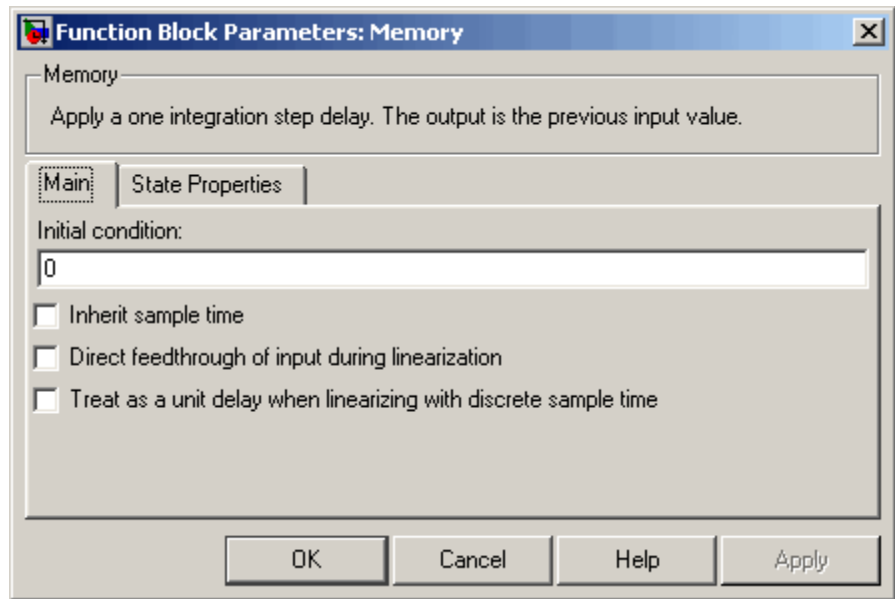 Function Block Parameters: Memory
Memory
Apply a one integration step delay. The output is the previous input value.
Main State Properties
Initial condition:
0
Inherit sample time
Direct feedthrough of input during linearization
Treat as a unit delay when linearizing with discrete sample time
OK Cancel Help Apply